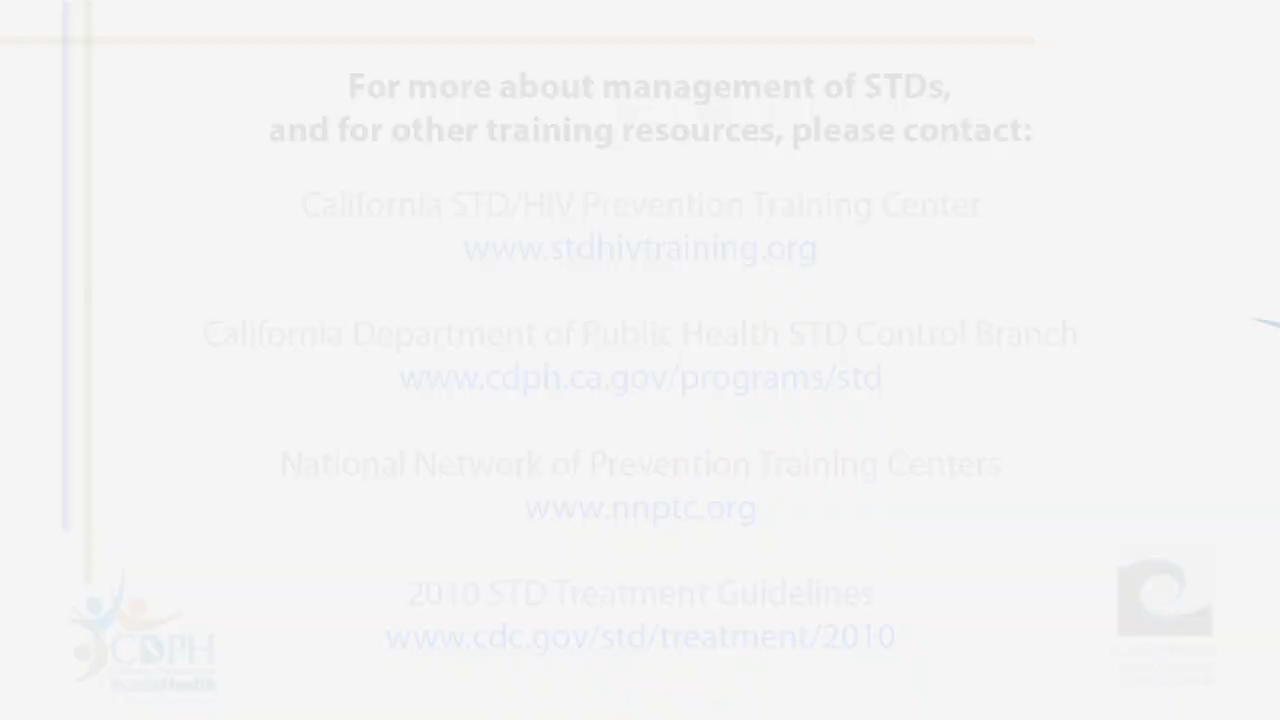 For more about management of STDs,
and for other training resources, please contact:
California STD/HIV Prevention Training Center
www.stdhivtraining.org
California Department of Public Health STD Control Branch
www.cdph.ca.gov/programs/std
National Network of Prevention Training Centers
www.nnptc.org
2010 STD Treatment Guidelines
www.cdc.gov/std/treatment/2010
CDPH